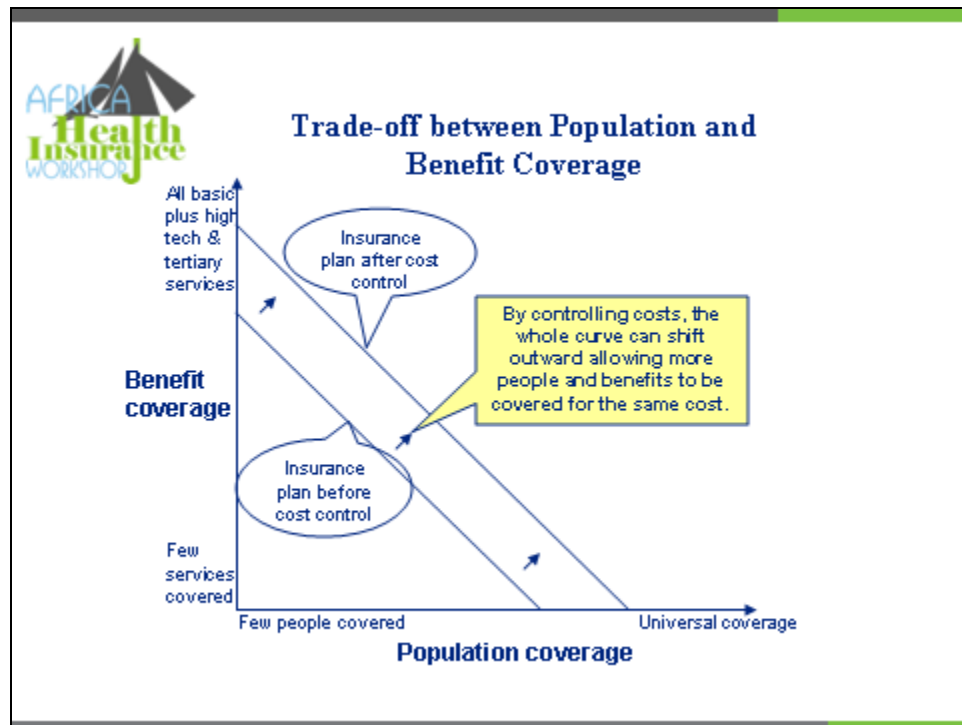 AFRICA
Health
Insurance
WORKSHOP
Trade-off between Population and
Benefit Coverage
All basic
plus high
tech &
tertiary
services
Insurance
plan after cost
control
By controlling costs, the
whole curve can shift
outward allowing more
people and benefits to be
covered for the same cost.
Benefit
coverage
Insurance
plan before
cost control
Few
services
covered
Few people covered
Universal coverage
Population coverage